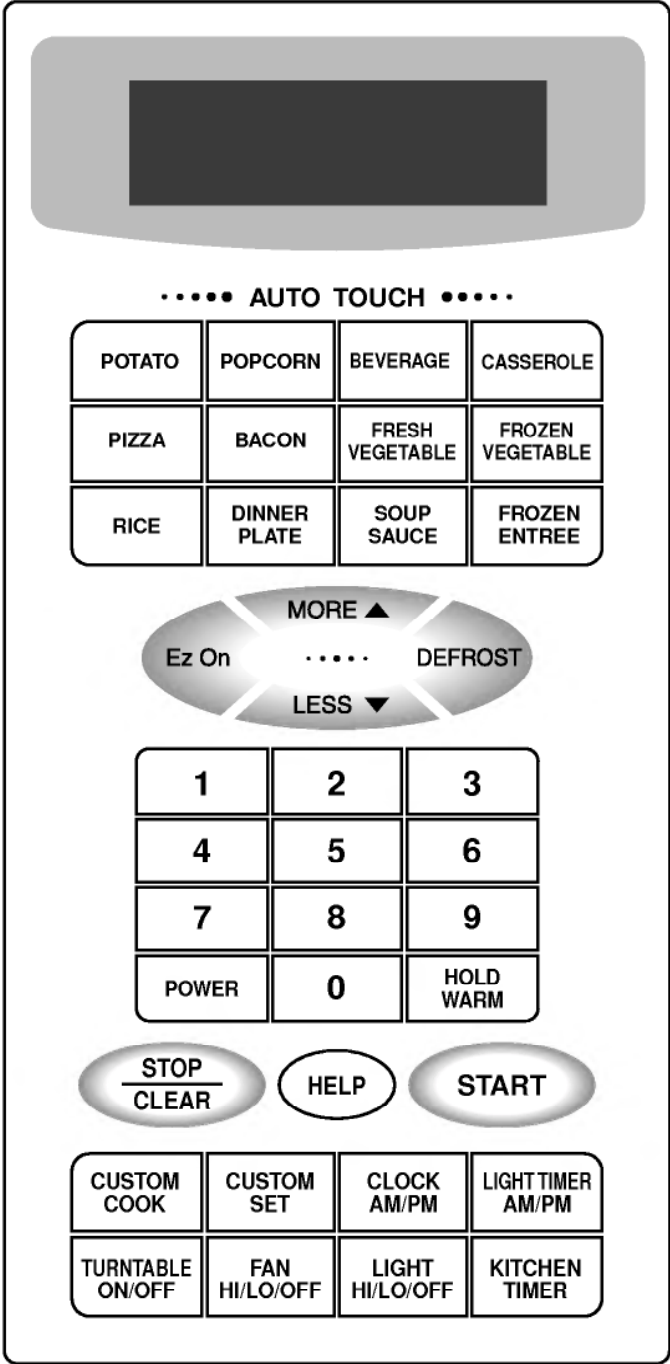 AUTO TOUCH
POTATO
POPCORN
BEVERAGE
CASSEROLE
PIZZA
BACON
FRESH
VEGETABLE
FROZEN
VEGETABLE
RICE
DINNER
PLATE
SOUP
SAUCE
FROZEN
ENTREE
MORE ▲
Ez On
DEFROST
LESS ▼
1
2
3
4
5
6
7
8
9
POWER
0
HOLD
WARM
STOP
CLEAR
HELP
START
CUSTOM
COOK
CUSTOM
SET
CLOCK
AM/PM
LIGHT TIMER
AM/PM
TURNTABLE
ON/OFF
FAN
HI/LO/OFF
LIGHT
HI/LO/OFF
KITCHEN
TIMER